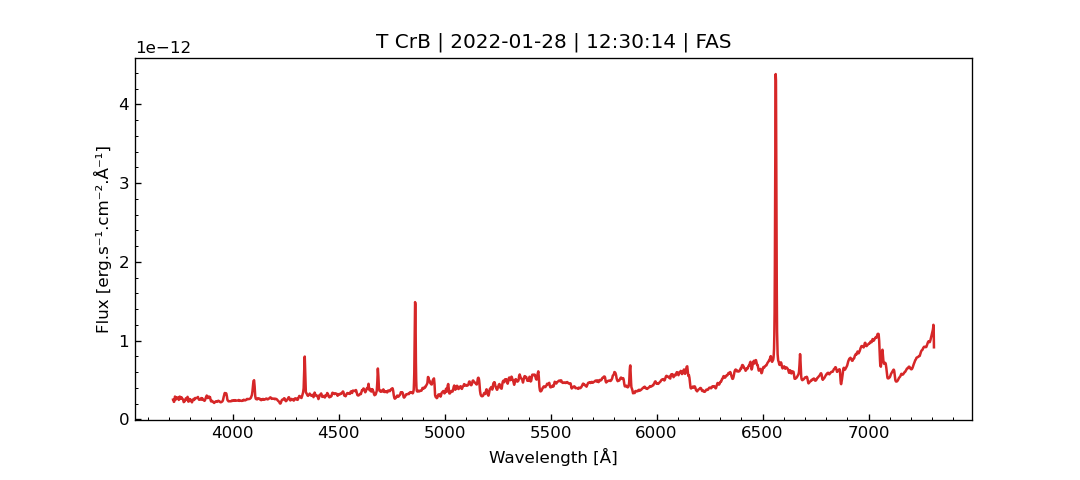 T CrB | 2022-01-28 | 12:30:14 | FAS
1e−12
4
3
2
1
0
Flux [erg.s⁻¹.cm⁻².Å⁻¹]
4000 4500 5000 5500 6000 6500 7000
Wavelength [Å]